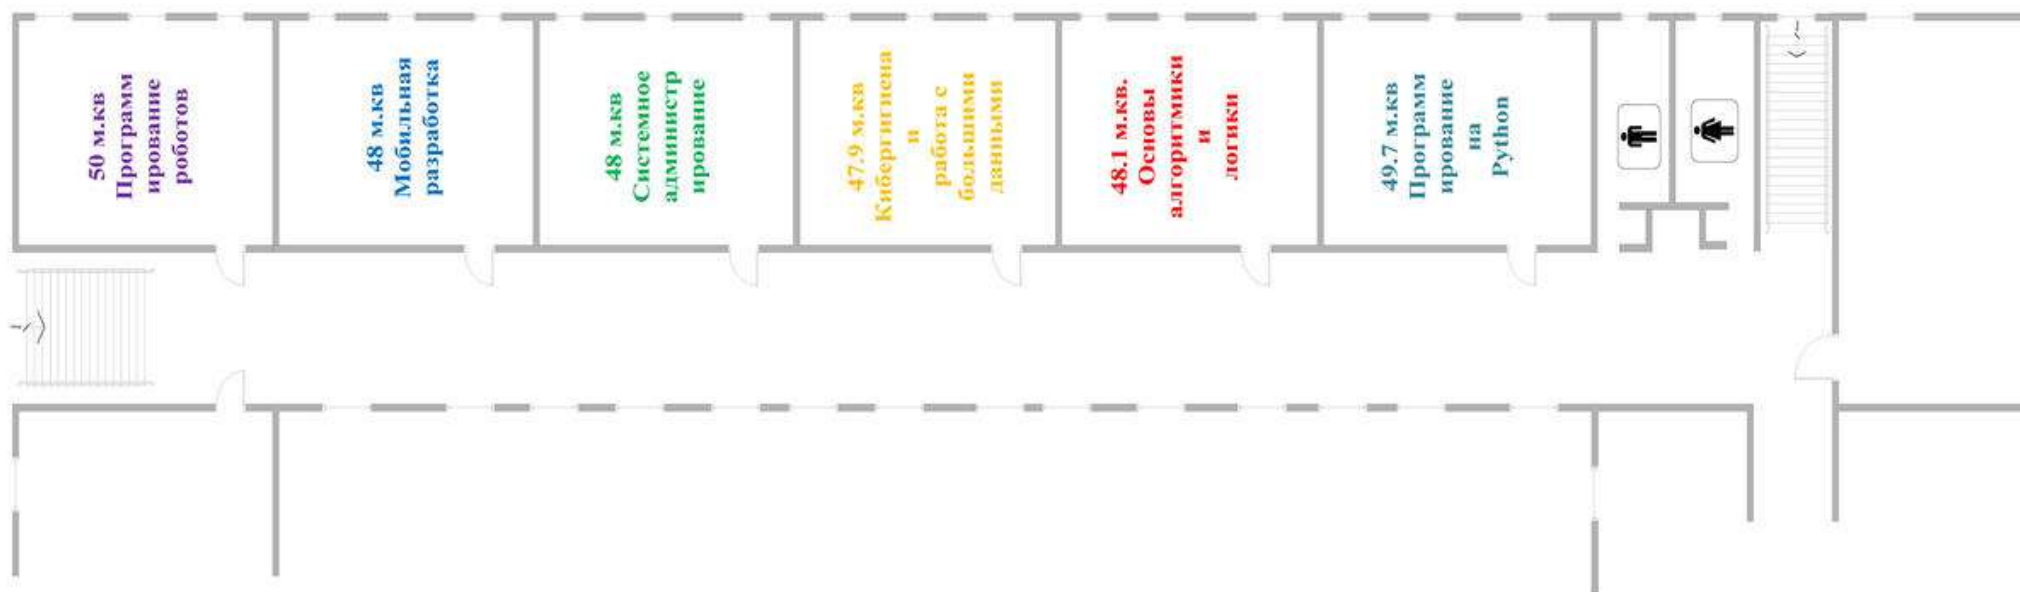 50 м.кв
Программ
ирование
роботов
48 м.кв
Мобильная
разработка
48 м.кв
Системное
администр
ирование
47.9 м.кв
Кибергигиена
и
работа с
большими
данными
48.1 м.кв.
Основы
алгоритмики
и
логики
49.7 м.кв
Программ
ирование
на
Python